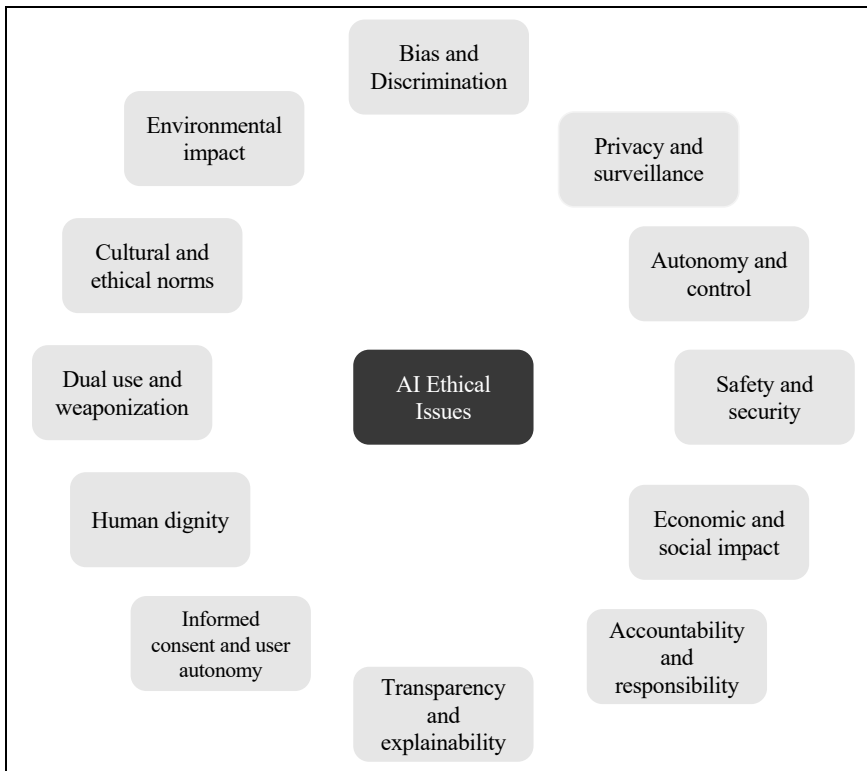 Bias and
Discrimination
Environmental
impact
Privacy and
surveillance
Cultural and
ethical norms
Autonomy and
control
Dual use and
weaponization
AI Ethical
Issues
Safety and
security
Human dignity
Economic and
social impact
Informed
consent and user
autonomy
Accountability
and
responsibility
Transparency
and
explainability